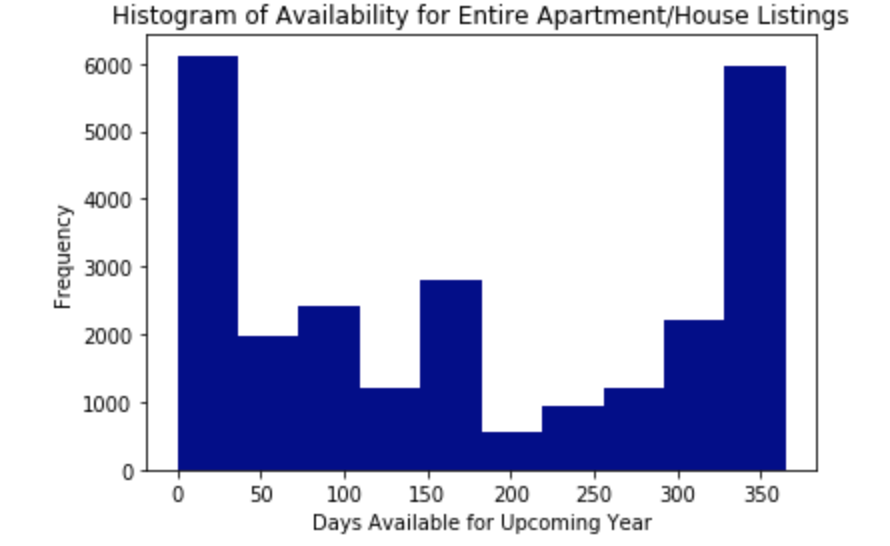 Histogram of Availability for Entire Apartment/House Listings
6000
5000
4000
3000
2000
1000
0
Frequency
0 50 100 150 200 250 300 350
Days Available for Upcoming Year